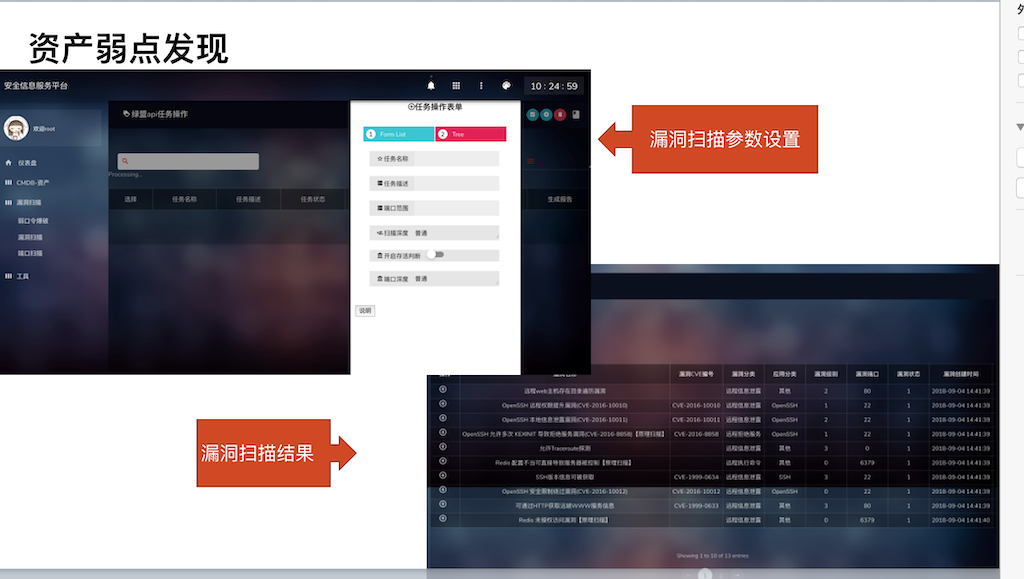 资产弱点发现
安全信息服务平台
10 : 24 : 59
欢迎root
仪表盘
CMDB-资产
漏洞扫描
弱口令爆破
漏洞扫描
端口扫描
工具
绿盟api任务操作
Processing...
选择 任务名称 任务描述 任务状态 生成报告
任务操作表单
1 Form List 2 Tree
任务名称
任务描述
端口范围
扫描深度 普通
开启存活判断
端口深度 普通
说明
漏洞扫描参数设置
漏洞扫描结果
漏洞CVE编号 漏洞分类 应用分类 漏洞级别 漏洞端口 漏洞状态 漏洞创建时间
远程web主机存在目录遍历漏洞 远程信息泄露 其他 2 80 1 2018-09-04 14:41:39
OpenSSH 远程权限提升漏洞(CVE-2016-10010) CVE-2016-10010 远程信息泄露 OpenSSH 1 22 1 2018-09-04 14:41:39
OpenSSH 本地信息泄露漏洞(CVE-2016-10011) CVE-2016-10011 远程信息泄露 OpenSSH 2 22 1 2018-09-04 14:41:39
OpenSSH 允许多次 KEXINIT 导致拒绝服务漏洞(CVE-2016-8858)【原理扫描】 CVE-2016-8858 远程拒绝服务 OpenSSH 1 22 1 2018-09-04 14:41:39
允许Traceroute探测 远程信息泄露 其他 3 0 1 2018-09-04 14:41:39
Redis 配置不当可直接导致服务器被控制【原理扫描】 远程执行命令 其他 0 6379 1 2018-09-04 14:41:39
SSH版本信息可被获取 CVE-1999-0634 远程信息泄露 SSH 3 22 1 2018-09-04 14:41:39
OpenSSH 安全限制绕过漏洞(CVE-2016-10012) CVE-2016-10012 远程信息泄露 OpenSSH 0 22 1 2018-09-04 14:41:39
可通过HTTP获取远端WWW服务信息 CVE-1999-0633 远程信息泄露 其他 3 80 1 2018-09-04 14:41:39
Redis 未授权访问漏洞【原理扫描】 远程信息泄露 其他 0 6379 1 2018-09-04 14:41:40
Showing 1 to 10 of 13 entries
1